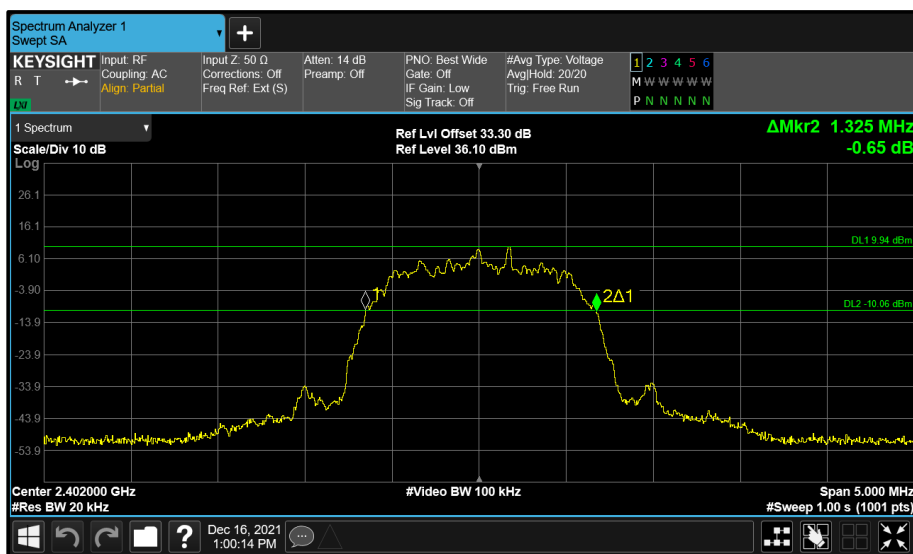 Spectrum Analyzer 1
Swept SA
KEYSIGHT
R T
LXI
Input: RF
Coupling: AC
Align: Partial
Input Z: 50 Ω
Corrections: Off
Freq Ref: Ext (S)
Atten: 14 dB
Preamp: Off
PNO: Best Wide
Gate: Off
IF Gain: Low
Sig Track: Off
#Avg Type: Voltage
Avg|Hold: 20/20
Trig: Free Run
1 2 3 4 5 6
M W W W W W
P N N N N N
1 Spectrum
Scale/Div 10 dB
Log
Ref Lvl Offset 33.30 dB
Ref Level 36.10 dBm
ΔMkr2 1.325 MHz
-0.65 dB
26.1
16.1
DL1 9.94 dBm
6.10
-3.90
1
2Δ1
DL2 -10.06 dBm
-13.9
-23.9
-33.9
-43.9
-53.9
Center 2.402000 GHz
#Video BW 100 kHz
Span 5.000 MHz
#Res BW 20 kHz
#Sweep 1.00 s (1001 pts)
?
Dec 16, 2021
1:00:14 PM